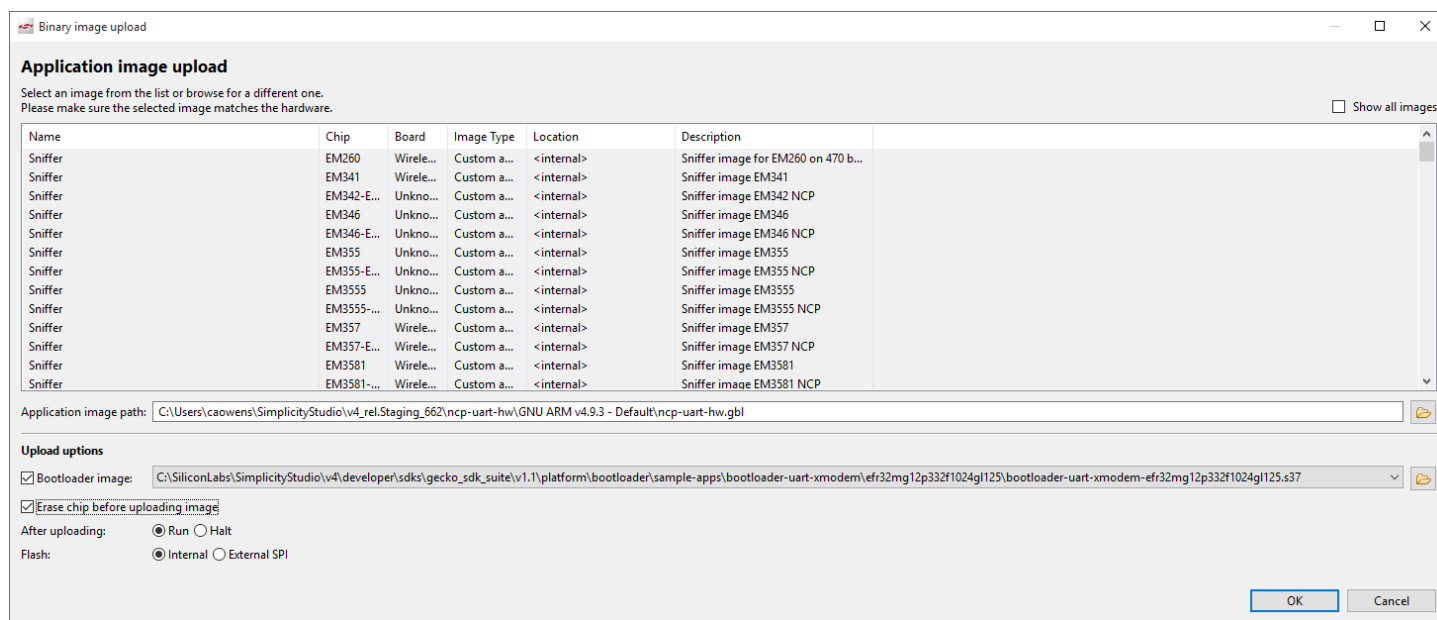 Binary image upload
Application image upload
Select an image from the list or browse for a different one.
Please make sure the selected image matches the hardware.
Show all images
Name Chip Board Image Type Location Description
Sniffer EM260 Wirele... Custom a... <internal> Sniffer image for EM260 on 470 b...
Sniffer EM341 Wirele... Custom a... <internal> Sniffer image EM341
Sniffer EM342-E... Unkno... Custom a... <internal> Sniffer image EM342 NCP
Sniffer EM346 Unkno... Custom a... <internal> Sniffer image EM346
Sniffer EM346-E... Unkno... Custom a... <internal> Sniffer image EM346 NCP
Sniffer EM355 Unkno... Custom a... <internal> Sniffer image EM355
Sniffer EM355-E... Unkno... Custom a... <internal> Sniffer image EM355 NCP
Sniffer EM3555 Unkno... Custom a... <internal> Sniffer image EM3555
Sniffer EM3555-... Unkno... Custom a... <internal> Sniffer image EM3555 NCP
Sniffer EM357 Wirele... Custom a... <internal> Sniffer image EM357
Sniffer EM357-E... Wirele... Custom a... <internal> Sniffer image EM357 NCP
Sniffer EM3581 Wirele... Custom a... <internal> Sniffer image EM3581
Sniffer EM3581-... Wirele... Custom a... <internal> Sniffer image EM3581 NCP
Application image path: C:\Users\caowens\SimplicityStudio\v4_rel.Staging_662\ncp-uart-hw\GNU ARM v4.9.3 - Default\ncp-uart-hw.gbl
Upload options
Bootloader image: C:\SiliconLabs\SimplicityStudio\v4\developer\sdks\gecko_sdk_suite\v1.1\platform\bootloader\sample-apps\bootloader-uart-xmodem\efr32mg12p332f1024gl125\bootloader-uart-xmodem-efr32mg12p332f1024gl125.s37
Erase chip before uploading image
After uploading: Run Halt
Flash: Internal External SPI
OK Cancel